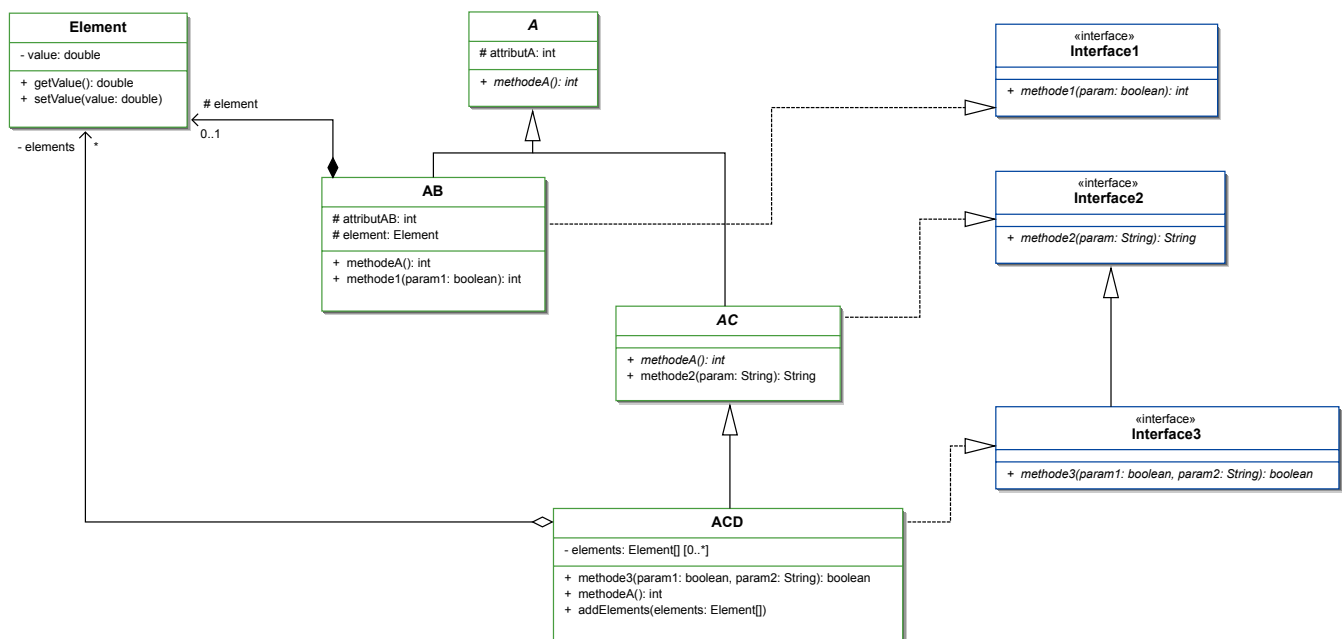 Element
- value: double
+ getValue(): double
+ setValue(value: double)
# element
0..1
- elements
*
A
# attributA: int
+ methodeA(): int
«interface»
Interface1
+ methode1(param: boolean): int
AB
# attributAB: int
# element: Element
+ methodeA(): int
+ methode1(param1: boolean): int
«interface»
Interface2
+ methode2(param: String): String
AC
+ methodeA(): int
+ methode2(param: String): String
«interface»
Interface3
+ methode3(param1: boolean, param2: String): boolean
ACD
- elements: Element[] [0..*]
+ methode3(param1: boolean, param2: String): boolean
+ methodeA(): int
+ addElements(elements: Element[])